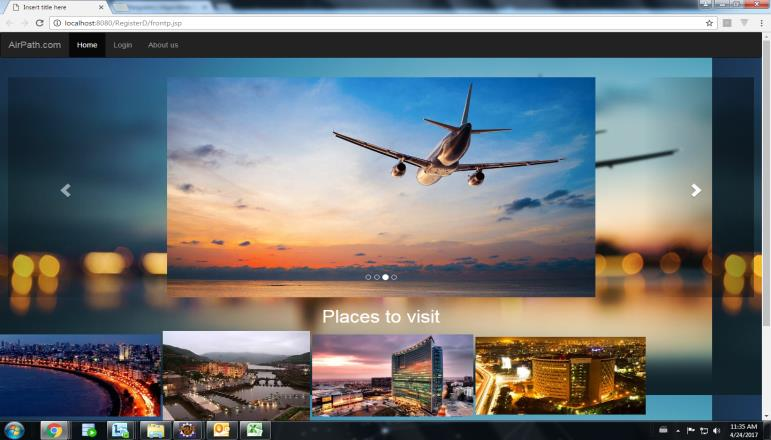 Insert title here
localhost:8080/RegisterD/frontp.jsp
AirPath.com Home Login About us
Places to visit
11:35 AM
4/24/2017